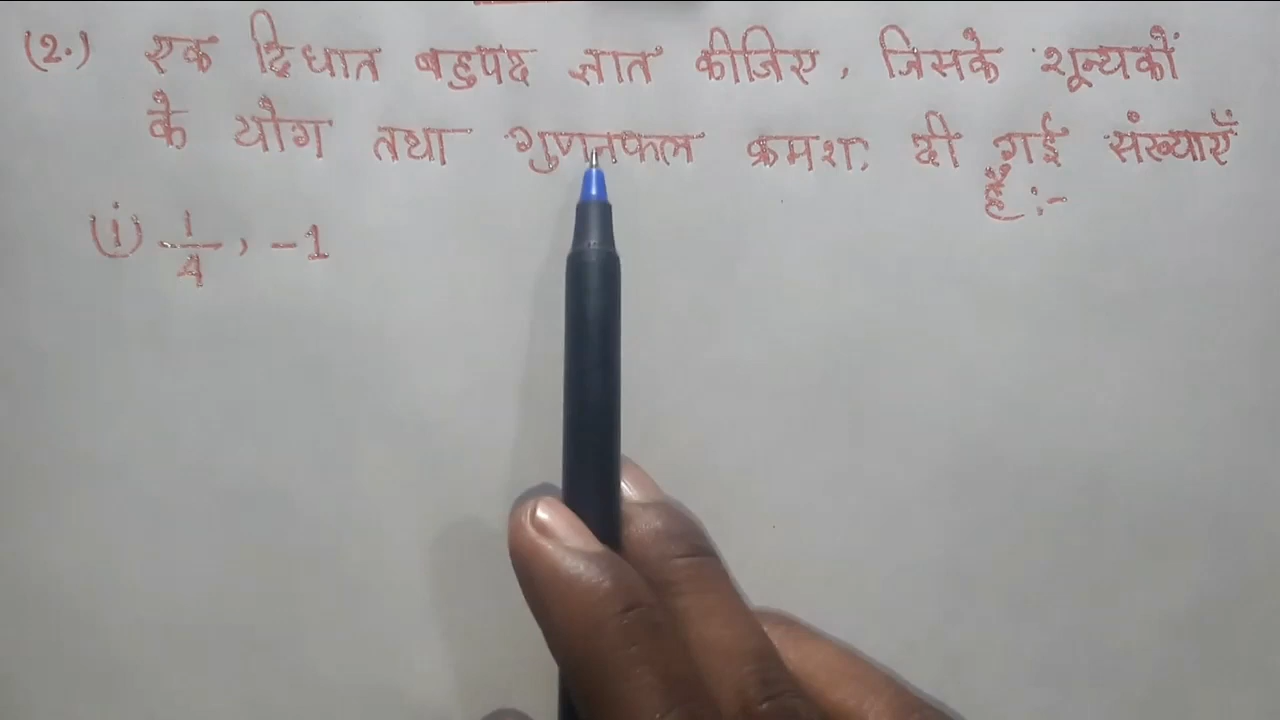 (2.) एक द्विघात बहुपद ज्ञात कीजिए, जिसके शून्यकों
के योग तथा गुणनफल क्रमशः दी गई संख्याएँ
हैं :-
(i) 1/4, -1